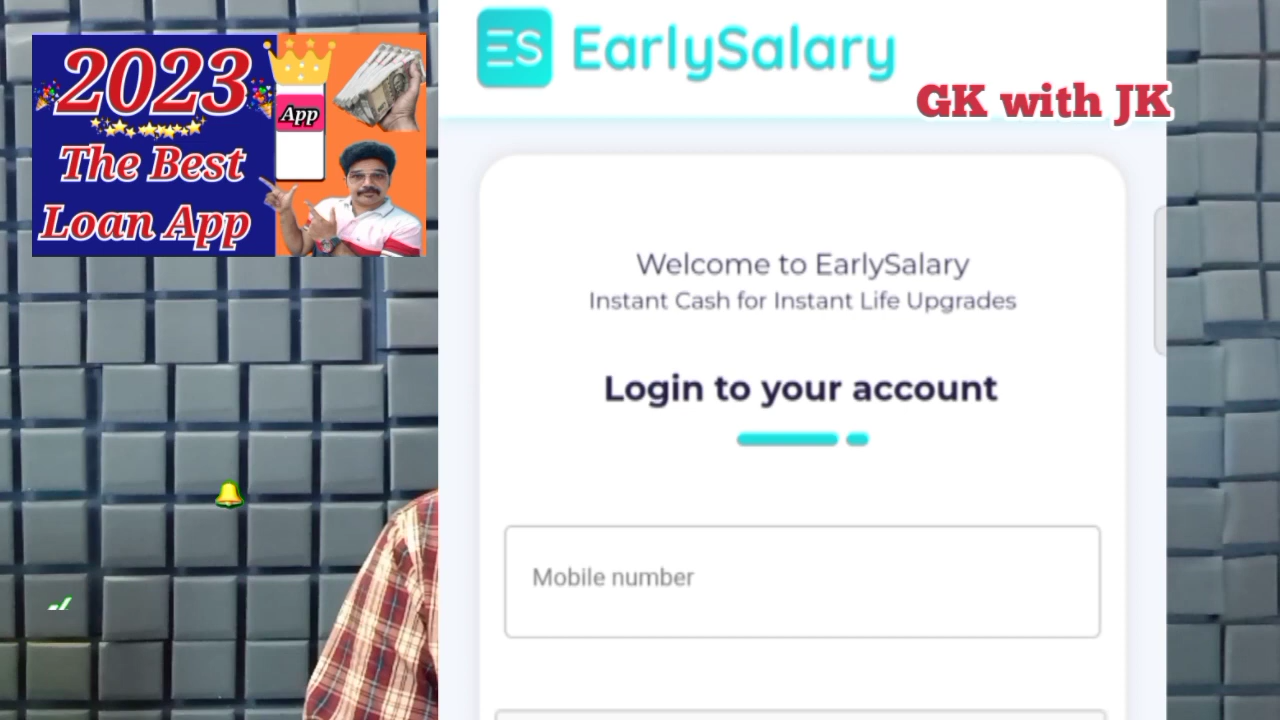 2023
App
The Best
Loan App
ES EarlySalary
GK with JK
Welcome to EarlySalary
Instant Cash for Instant Life Upgrades
Login to your account
Mobile number